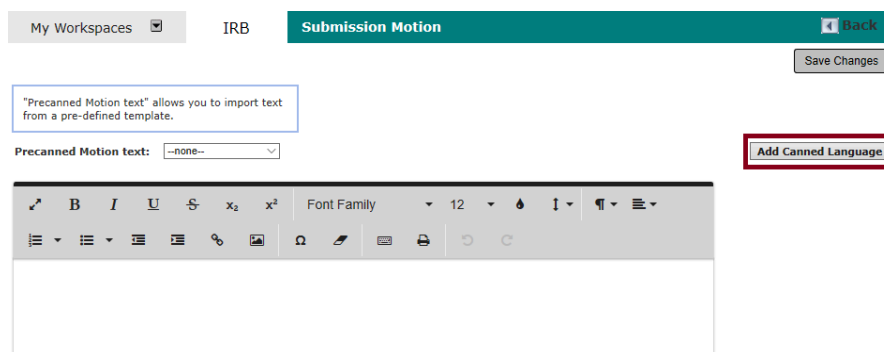 My Workspaces IRB Submission Motion Back
Save Changes
"Precanned Motion text" allows you to import text
from a pre-defined template.
Precanned Motion text: --none-- Add Canned Language
B I U S x₂ x² Font Family 12 ¶
Ω